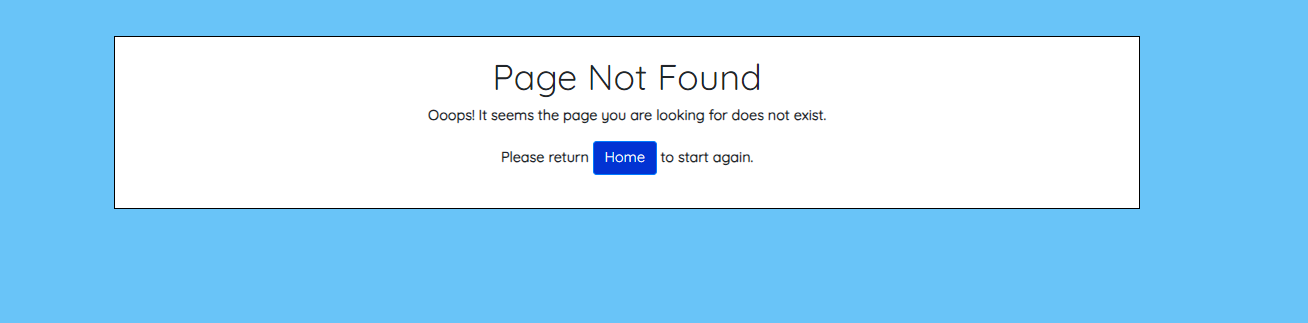 Page Not Found
Ooops! It seems the page you are looking for does not exist.
Please return Home to start again.